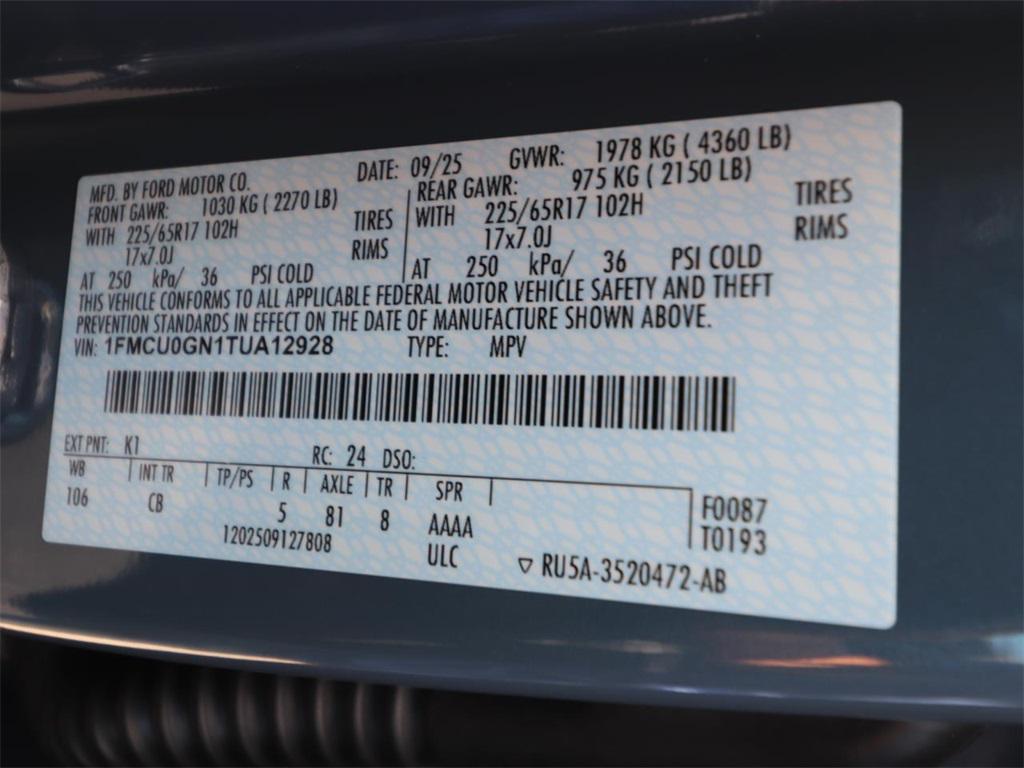 MFD. BY FORD MOTOR CO. DATE: 09/25 GVWR: 1978 KG ( 4360 LB)
FRONT GAWR: 1030 KG ( 2270 LB) REAR GAWR: 975 KG ( 2150 LB)
WITH 225/65R17 102H TIRES WITH 225/65R17 102H TIRES
17x7.0J RIMS 17x7.0J RIMS
AT 250 kPa/ 36 PSI COLD AT 250 kPa/ 36 PSI COLD
THIS VEHICLE CONFORMS TO ALL APPLICABLE FEDERAL MOTOR VEHICLE SAFETY AND THEFT
PREVENTION STANDARDS IN EFFECT ON THE DATE OF MANUFACTURE SHOWN ABOVE.
VIN: 1FMCU0GN1TUA12928 TYPE: MPV
EXT PNT: K1 RC: 24 DSO:
WB INT TR TP/PS R AXLE TR SPR
106 CB 5 81 8 AAAA F0087
1202509127808 ULC T0193
▽ RU5A-3520472-AB